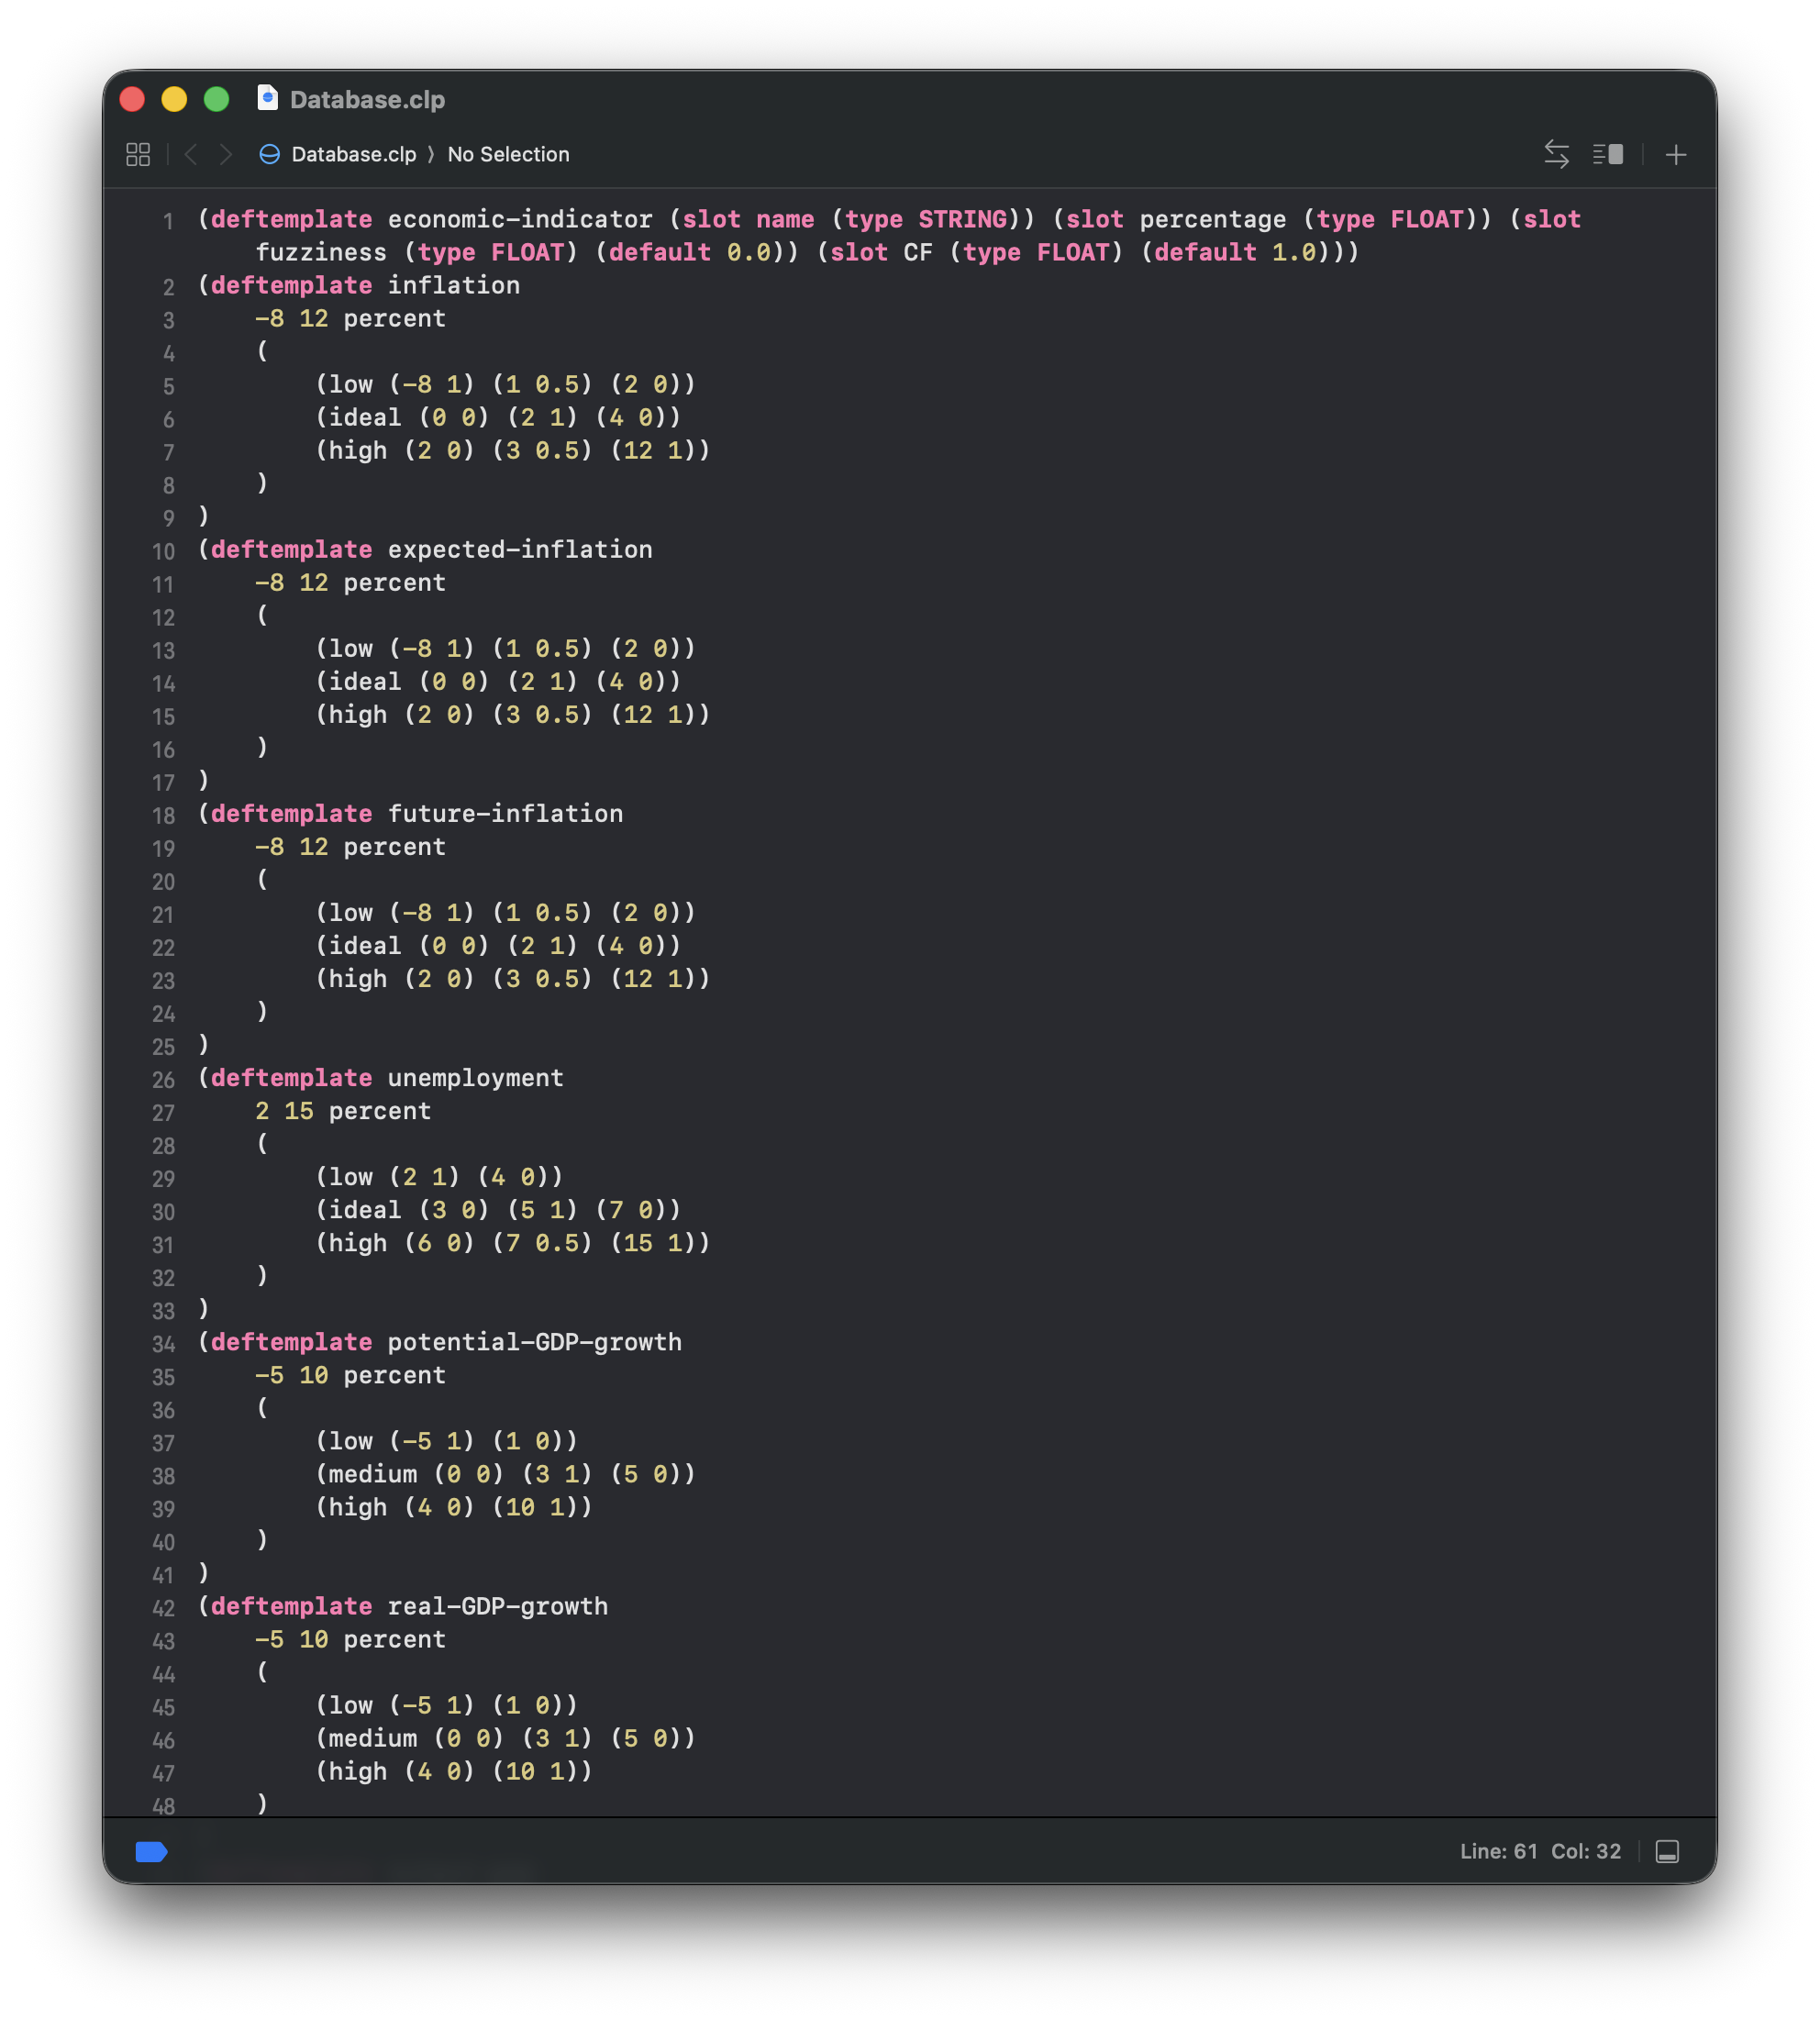 Database.clp
Database.clp 〉 No Selection
1 (deftemplate economic-indicator (slot name (type STRING)) (slot percentage (type FLOAT)) (slot
fuzziness (type FLOAT) (default 0.0)) (slot CF (type FLOAT) (default 1.0)))
2 (deftemplate inflation
3 -8 12 percent
4 (
5 (low (-8 1) (1 0.5) (2 0))
6 (ideal (0 0) (2 1) (4 0))
7 (high (2 0) (3 0.5) (12 1))
8 )
9 )
10 (deftemplate expected-inflation
11 -8 12 percent
12 (
13 (low (-8 1) (1 0.5) (2 0))
14 (ideal (0 0) (2 1) (4 0))
15 (high (2 0) (3 0.5) (12 1))
16 )
17 )
18 (deftemplate future-inflation
19 -8 12 percent
20 (
21 (low (-8 1) (1 0.5) (2 0))
22 (ideal (0 0) (2 1) (4 0))
23 (high (2 0) (3 0.5) (12 1))
24 )
25 )
26 (deftemplate unemployment
27 2 15 percent
28 (
29 (low (2 1) (4 0))
30 (ideal (3 0) (5 1) (7 0))
31 (high (6 0) (7 0.5) (15 1))
32 )
33 )
34 (deftemplate potential-GDP-growth
35 -5 10 percent
36 (
37 (low (-5 1) (1 0))
38 (medium (0 0) (3 1) (5 0))
39 (high (4 0) (10 1))
40 )
41 )
42 (deftemplate real-GDP-growth
43 -5 10 percent
44 (
45 (low (-5 1) (1 0))
46 (medium (0 0) (3 1) (5 0))
47 (high (4 0) (10 1))
48 )
Line: 61 Col: 32